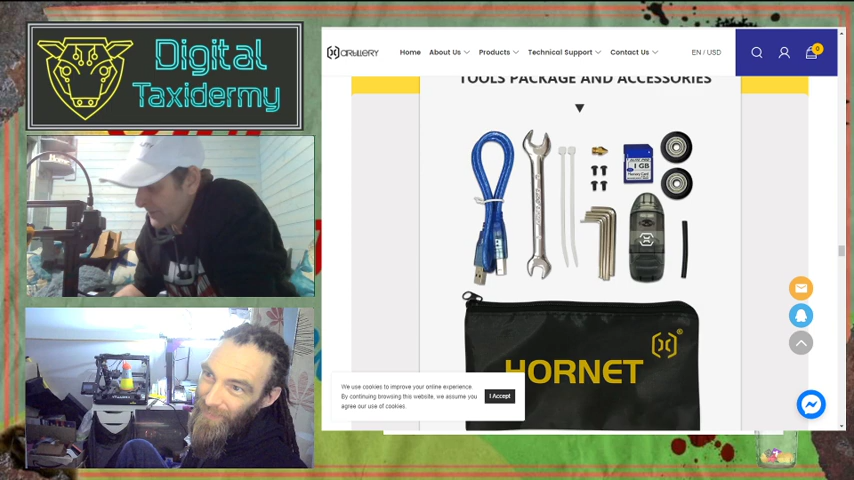 Digital
Taxidermy
ARTILLERY
Home
About Us
Products
Technical Support
Contact Us
EN / USD
0
TOOLS PACKAGE AND ACCESSORIES
1 GB
HORNET
®
We use cookies to improve your online experience.
By continuing browsing this website, we assume you
agree our use of cookies.
I Accept